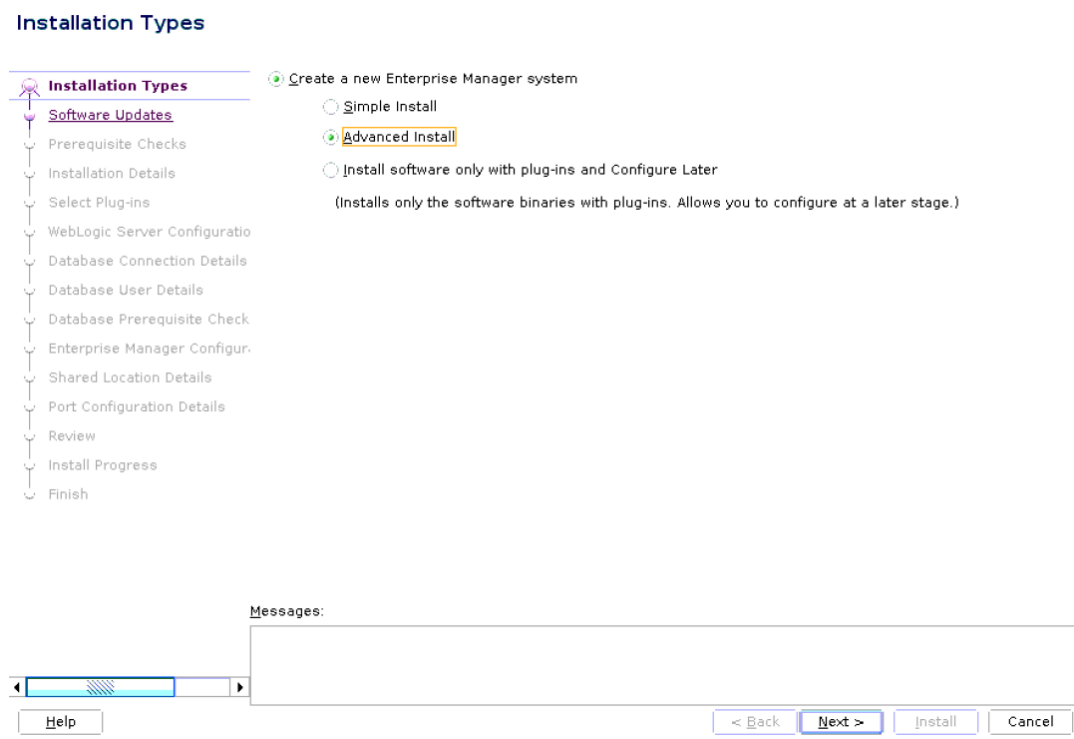 Installation Types
Installation Types
Software Updates
Prerequisite Checks
Installation Details
Select Plug-ins
WebLogic Server Configuratio
Database Connection Details
Database User Details
Database Prerequisite Check
Enterprise Manager Configur
Shared Location Details
Port Configuration Details
Review
Install Progress
Finish
Create a new Enterprise Manager system
Simple Install
Advanced Install
Install software only with plug-ins and Configure Later
(Installs only the software binaries with plug-ins. Allows you to configure at a later stage.)
Messages:
Help
< Back
Next >
Install
Cancel